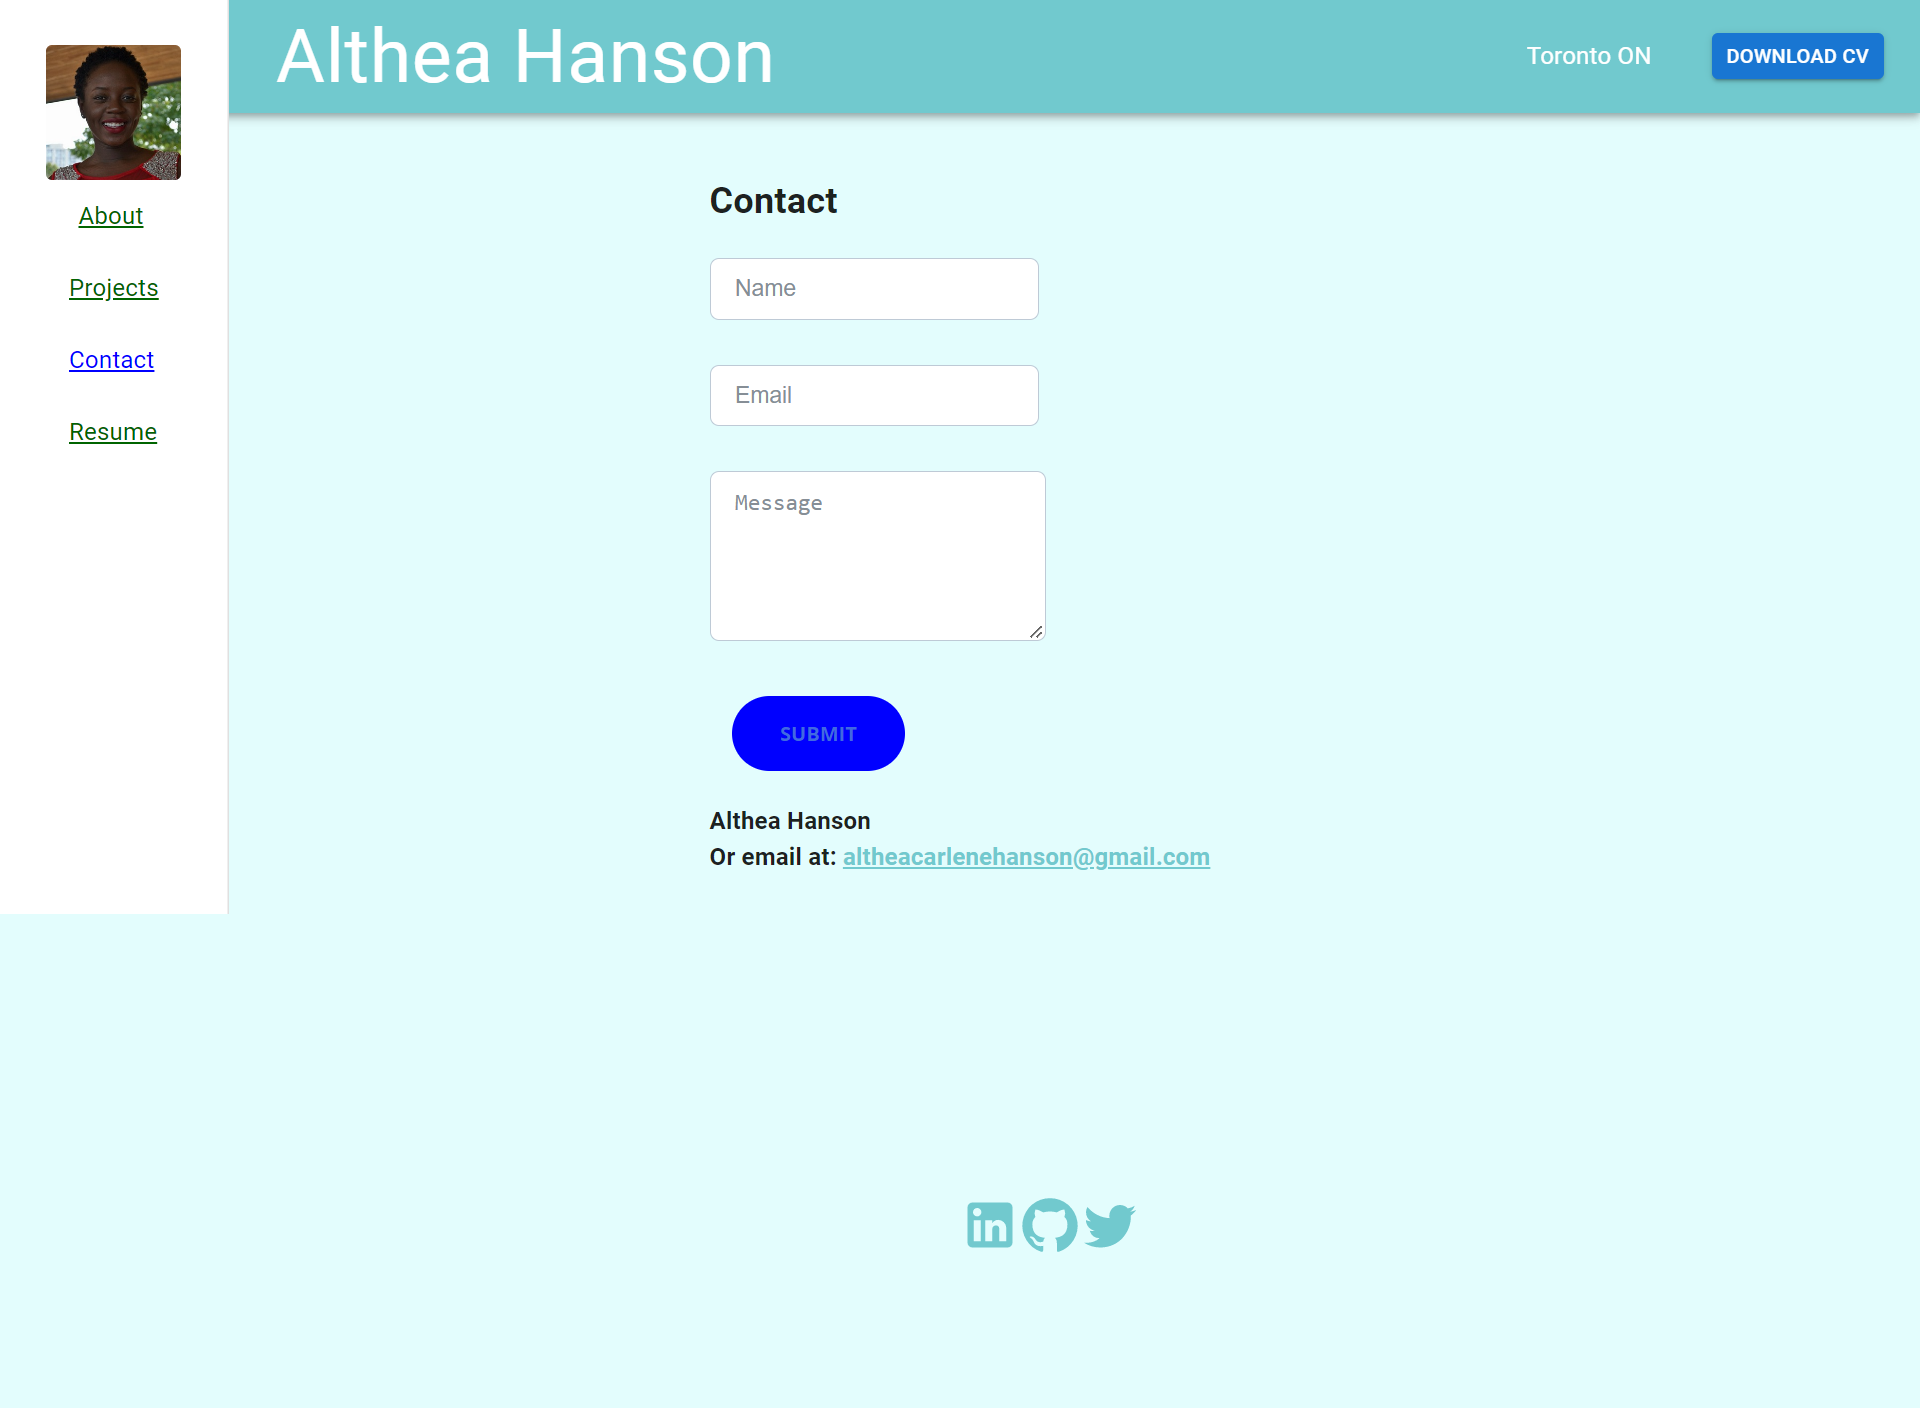 Althea Hanson
Toronto ON
DOWNLOAD CV
About
Projects
Contact
Resume
Contact
Name
Email
Message
SUBMIT
Althea Hanson
Or email at: altheacarlenehanson@gmail.com
in